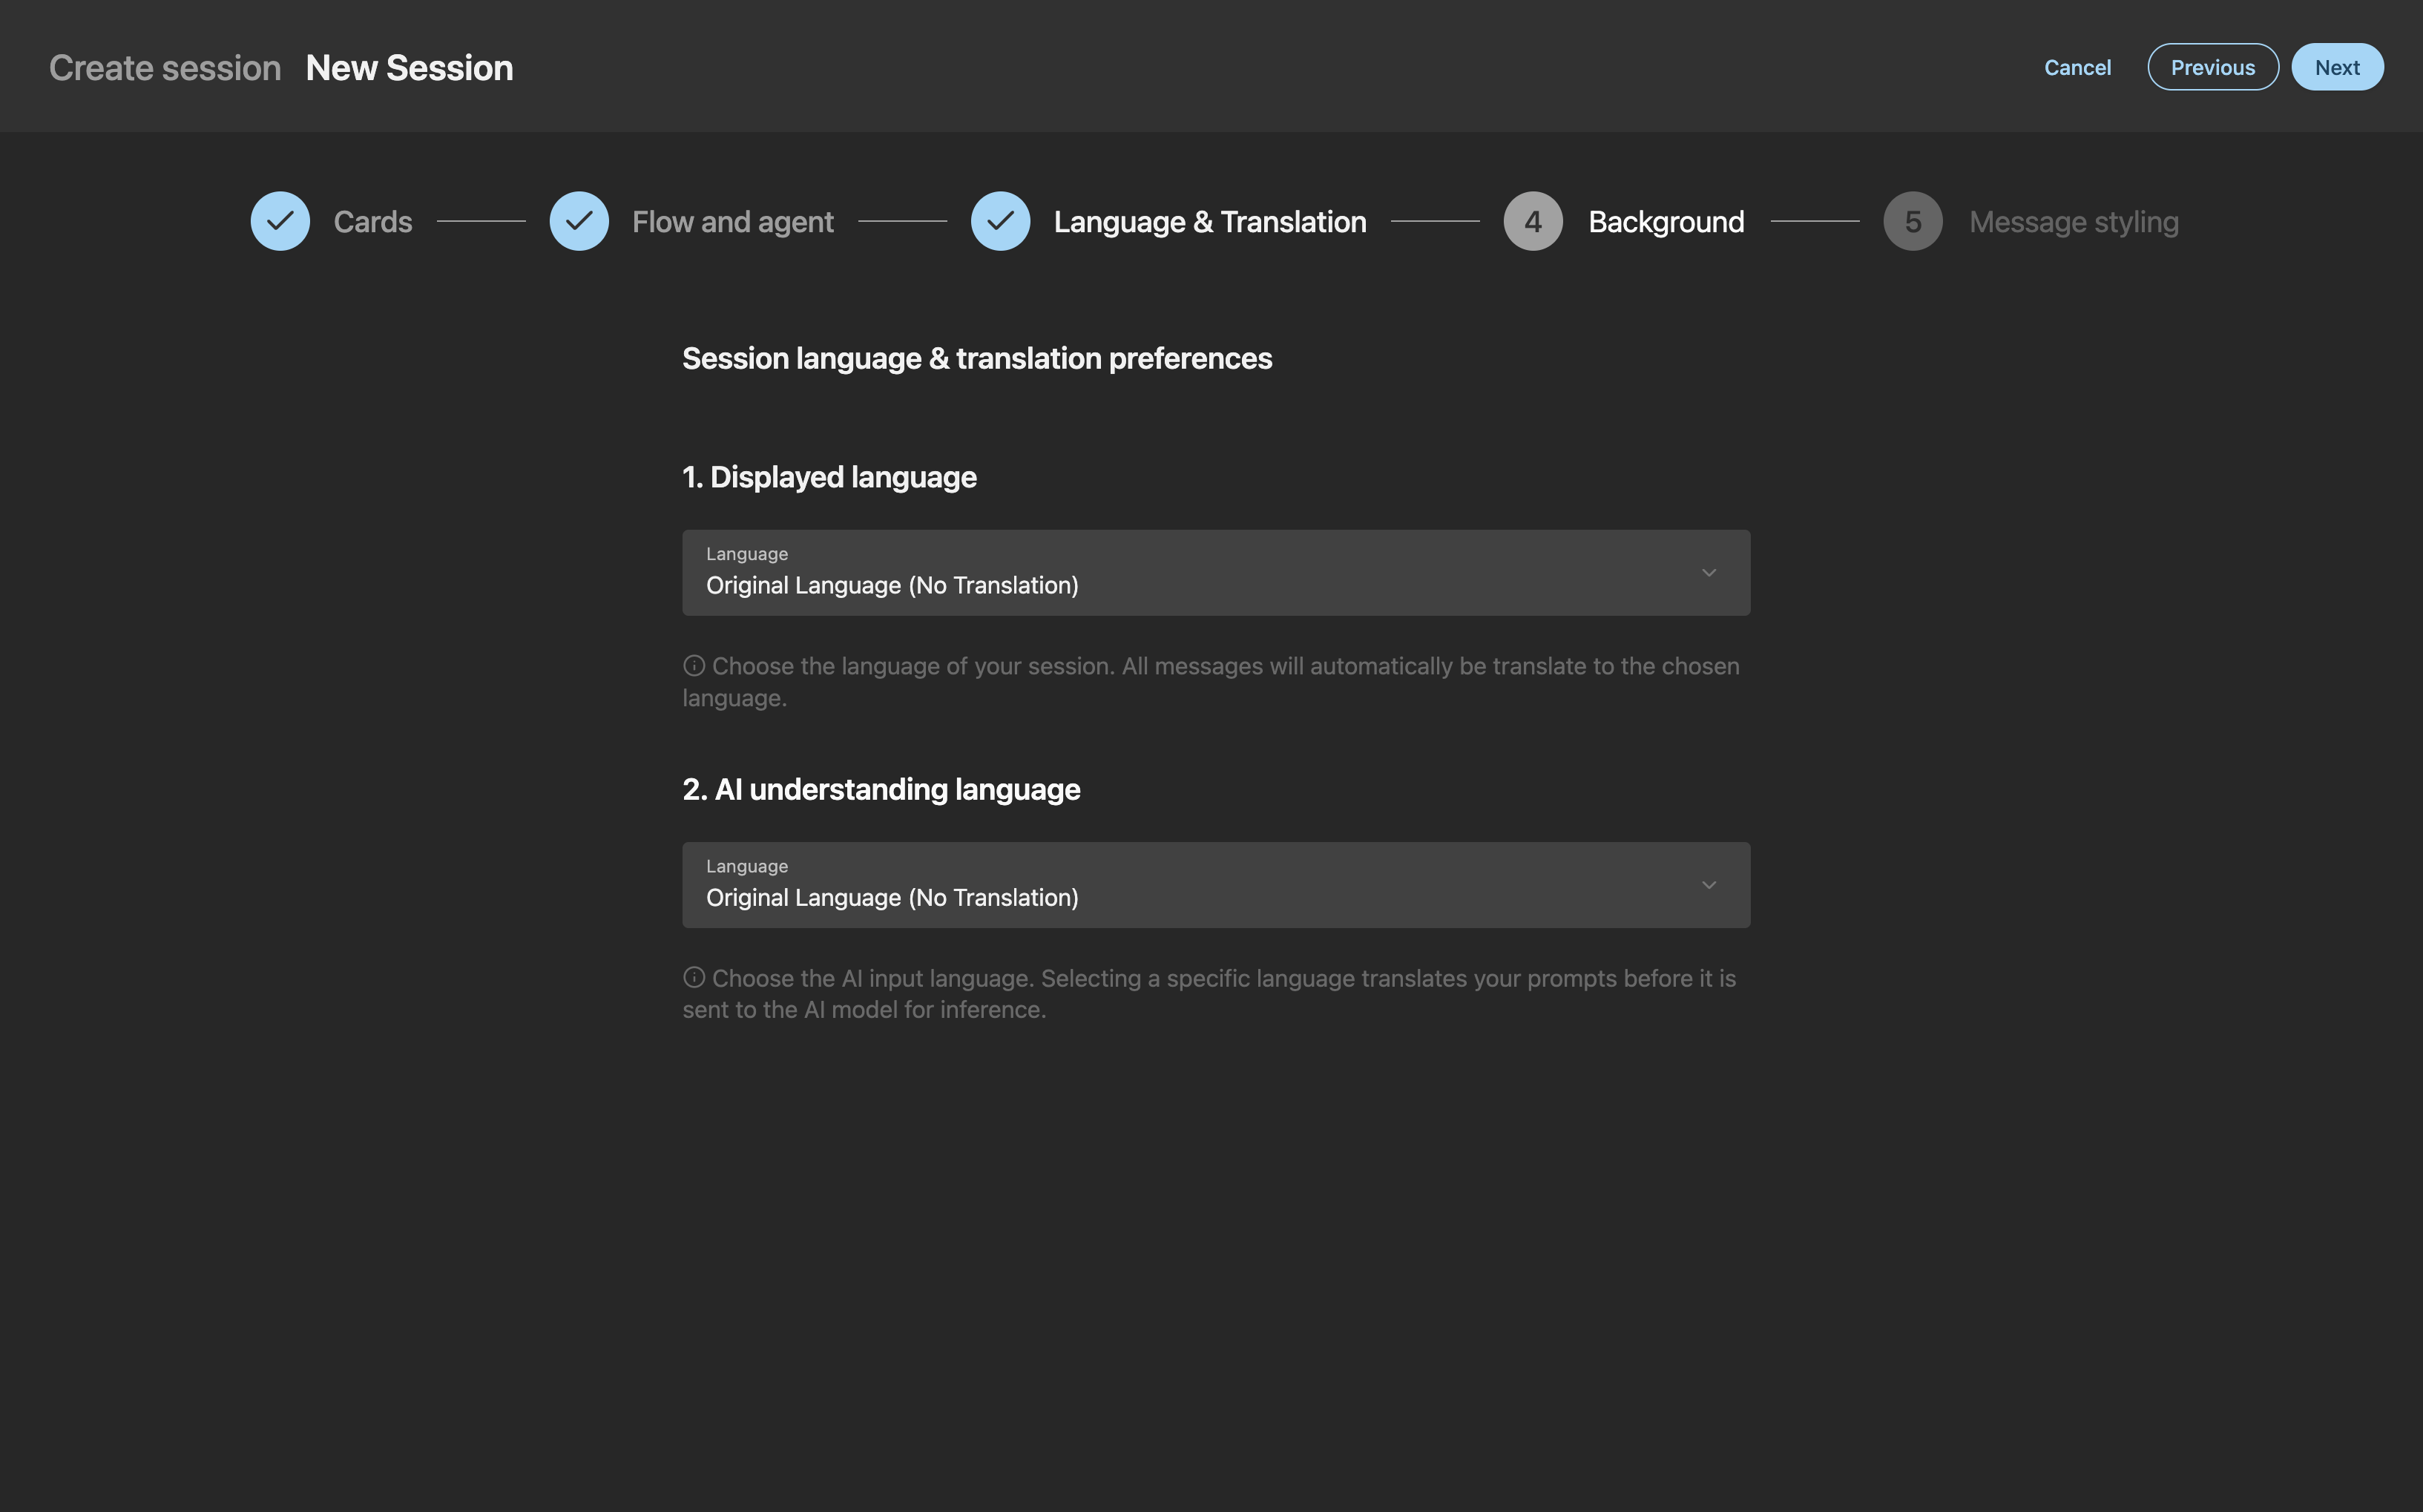 Create session New Session
Cancel
Previous
Next
Cards
Flow and agent
Language & Translation
4 Background
5 Message styling
Session language & translation preferences
1. Displayed language
Language
Original Language (No Translation)
Choose the language of your session. All messages will automatically be translate to the chosen
language.
2. AI understanding language
Language
Original Language (No Translation)
Choose the AI input language. Selecting a specific language translates your prompts before it is
sent to the AI model for inference.